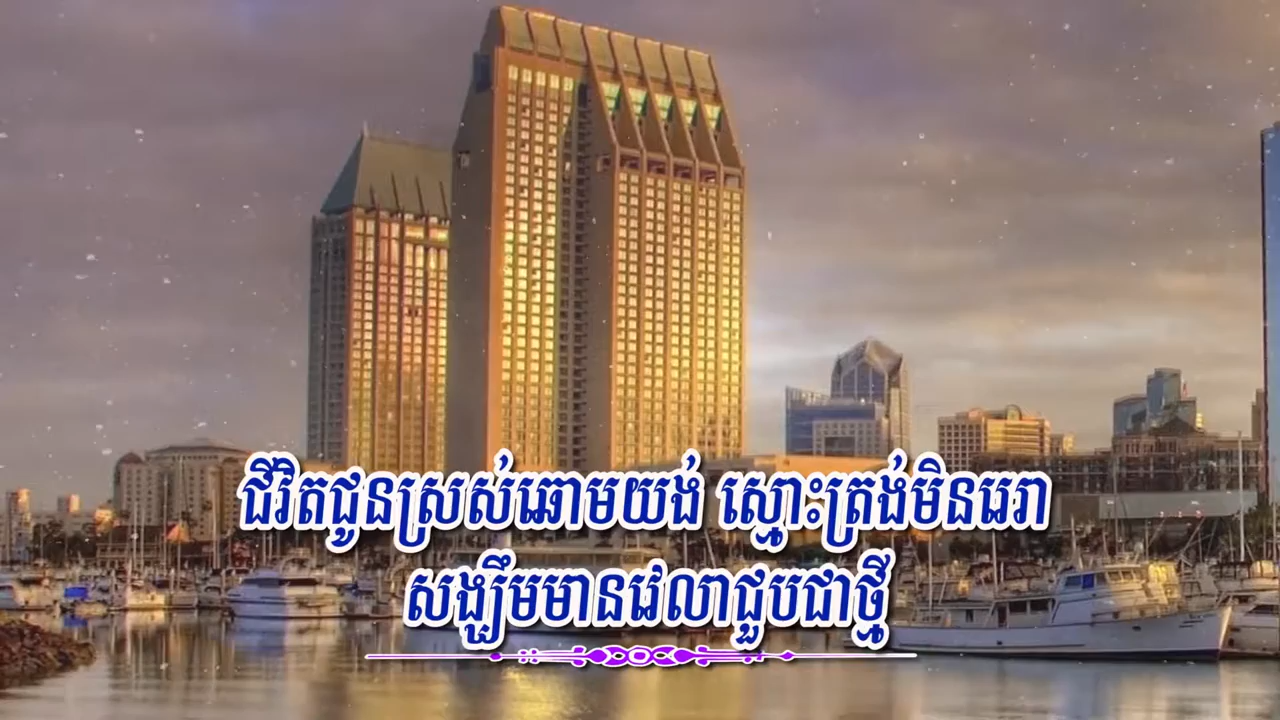 ជីវិតជូនស្រស់ឆោមយង់ ស្មោះត្រង់មិនរេរា
សង្ឃឹមមានវេលាជួបជាថ្មី